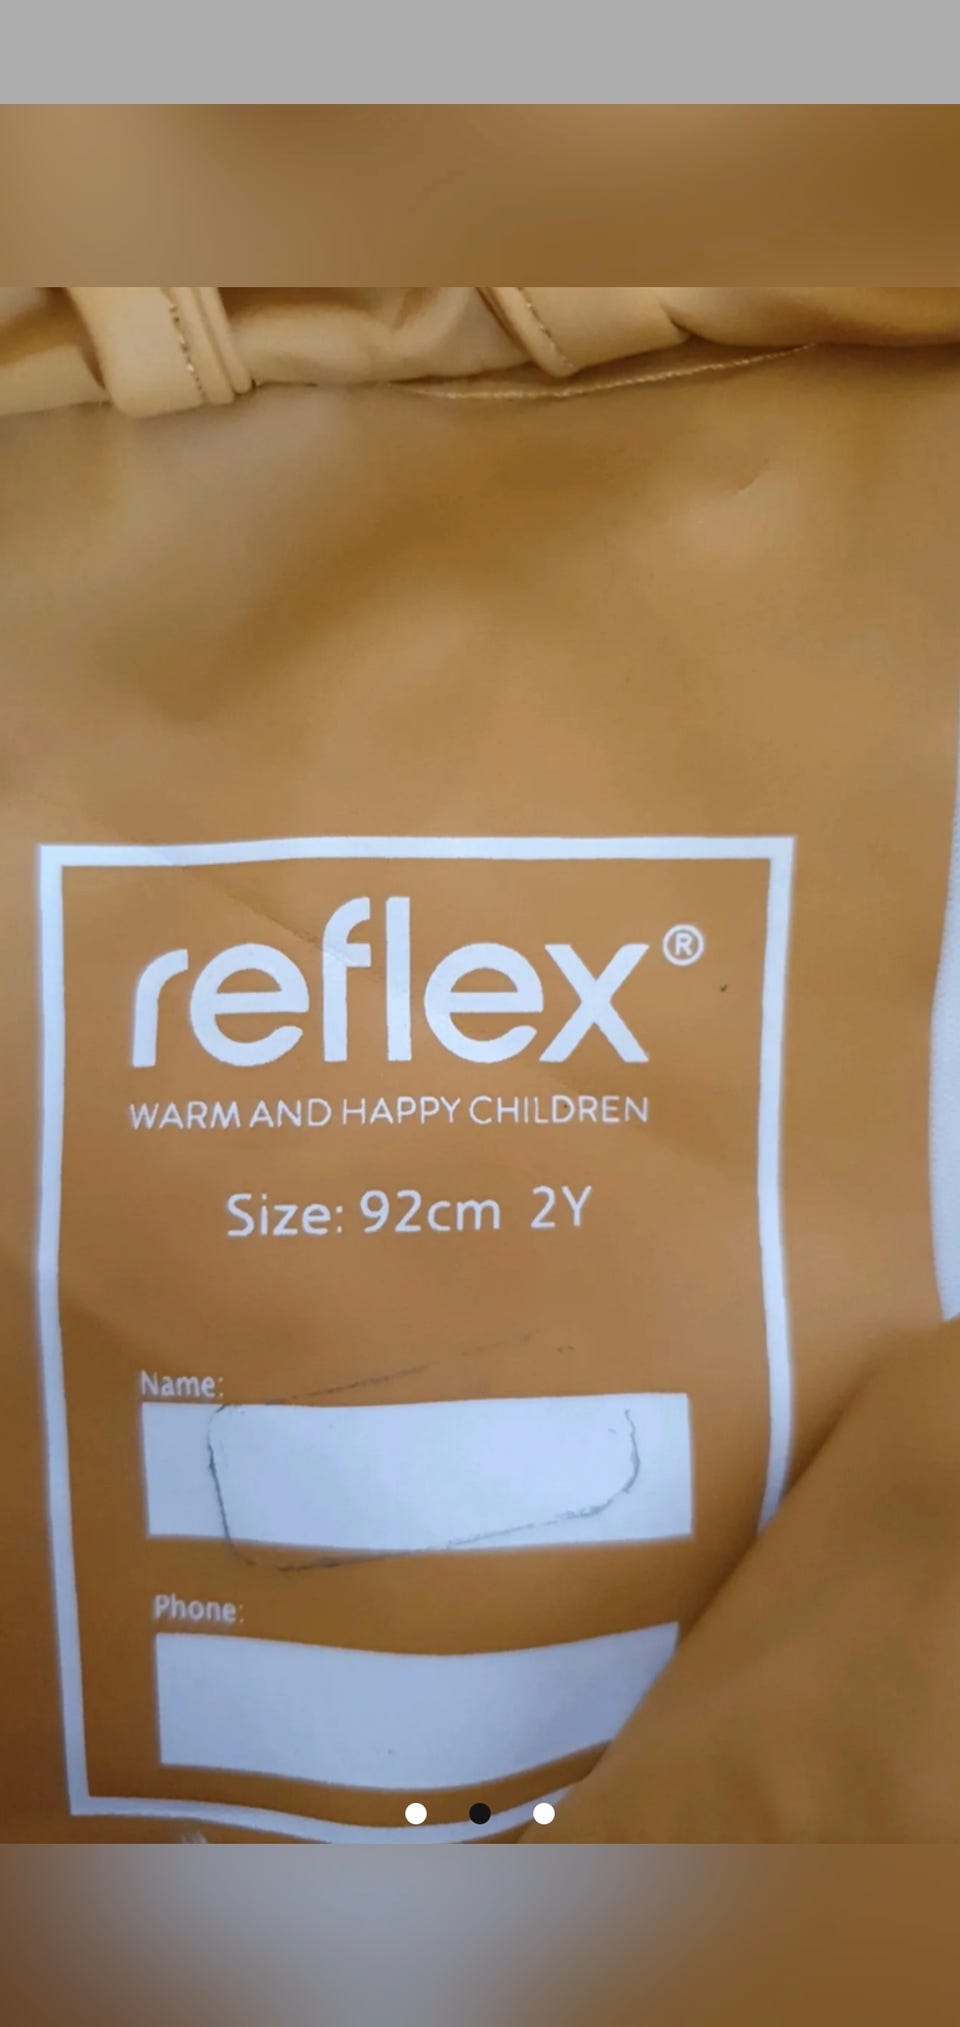 reflex®
WARM AND HAPPY CHILDREN
Size: 92cm 2Y
Name:
Phone: